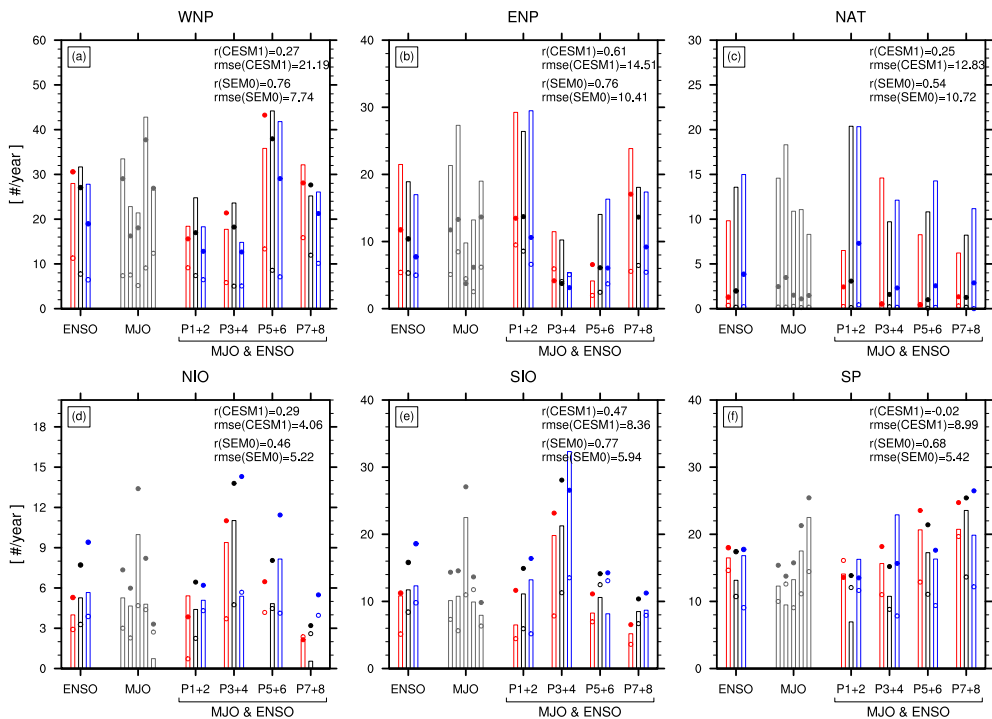 WNP
ENP
NAT
60
50
40
30
20
10
0
[ #/year ]
(a)
r(CESM1)=0.27
rmse(CESM1)=21.19
r(SEM0)=0.76
rmse(SEM0)=7.74
ENSO
MJO
P1+2
P3+4
P5+6
P7+8
MJO & ENSO
40
30
20
10
0
(b)
r(CESM1)=0.61
rmse(CESM1)=14.51
r(SEM0)=0.76
rmse(SEM0)=10.41
ENSO
MJO
P1+2
P3+4
P5+6
P7+8
MJO & ENSO
30
25
20
15
10
5
0
(c)
r(CESM1)=0.25
rmse(CESM1)=12.83
r(SEM0)=0.54
rmse(SEM0)=10.72
ENSO
MJO
P1+2
P3+4
P5+6
P7+8
MJO & ENSO
NIO
SIO
SP
18
15
12
9
6
3
0
[ #/year ]
(d)
r(CESM1)=0.29
rmse(CESM1)=4.06
r(SEM0)=0.46
rmse(SEM0)=5.22
ENSO
MJO
P1+2
P3+4
P5+6
P7+8
MJO & ENSO
40
30
20
10
0
(e)
r(CESM1)=0.47
rmse(CESM1)=8.36
r(SEM0)=0.77
rmse(SEM0)=5.94
ENSO
MJO
P1+2
P3+4
P5+6
P7+8
MJO & ENSO
40
30
20
10
0
(f)
r(CESM1)=-0.02
rmse(CESM1)=8.99
r(SEM0)=0.68
rmse(SEM0)=5.42
ENSO
MJO
P1+2
P3+4
P5+6
P7+8
MJO & ENSO